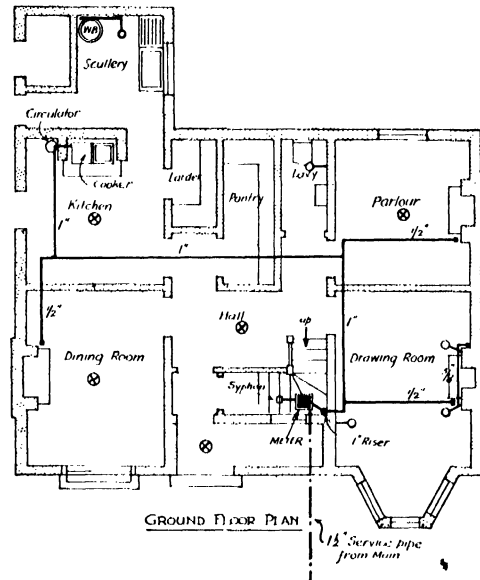 WB
Scullery
Circulator
Cooker
Larder
Lavy
Kitchen
Pantry
Parlour
1"
1"
1/2"
1/2"
Hall
up
1"
Dining Room
Drawing Room
Syphon
1/2"
METER
1" Riser
GROUND FLOOR PLAN
1½" Service pipe
from Main